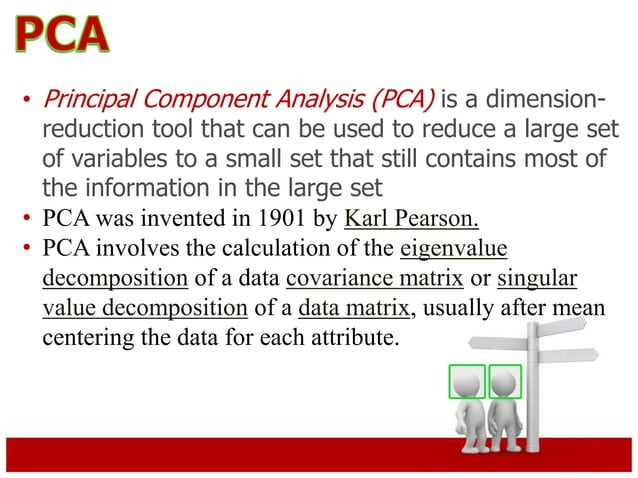 PCA
• Principal Component Analysis (PCA) is a dimension-
reduction tool that can be used to reduce a large set
of variables to a small set that still contains most of
the information in the large set
• PCA was invented in 1901 by Karl Pearson.
• PCA involves the calculation of the eigenvalue
decomposition of a data covariance matrix or singular
value decomposition of a data matrix, usually after mean
centering the data for each attribute.